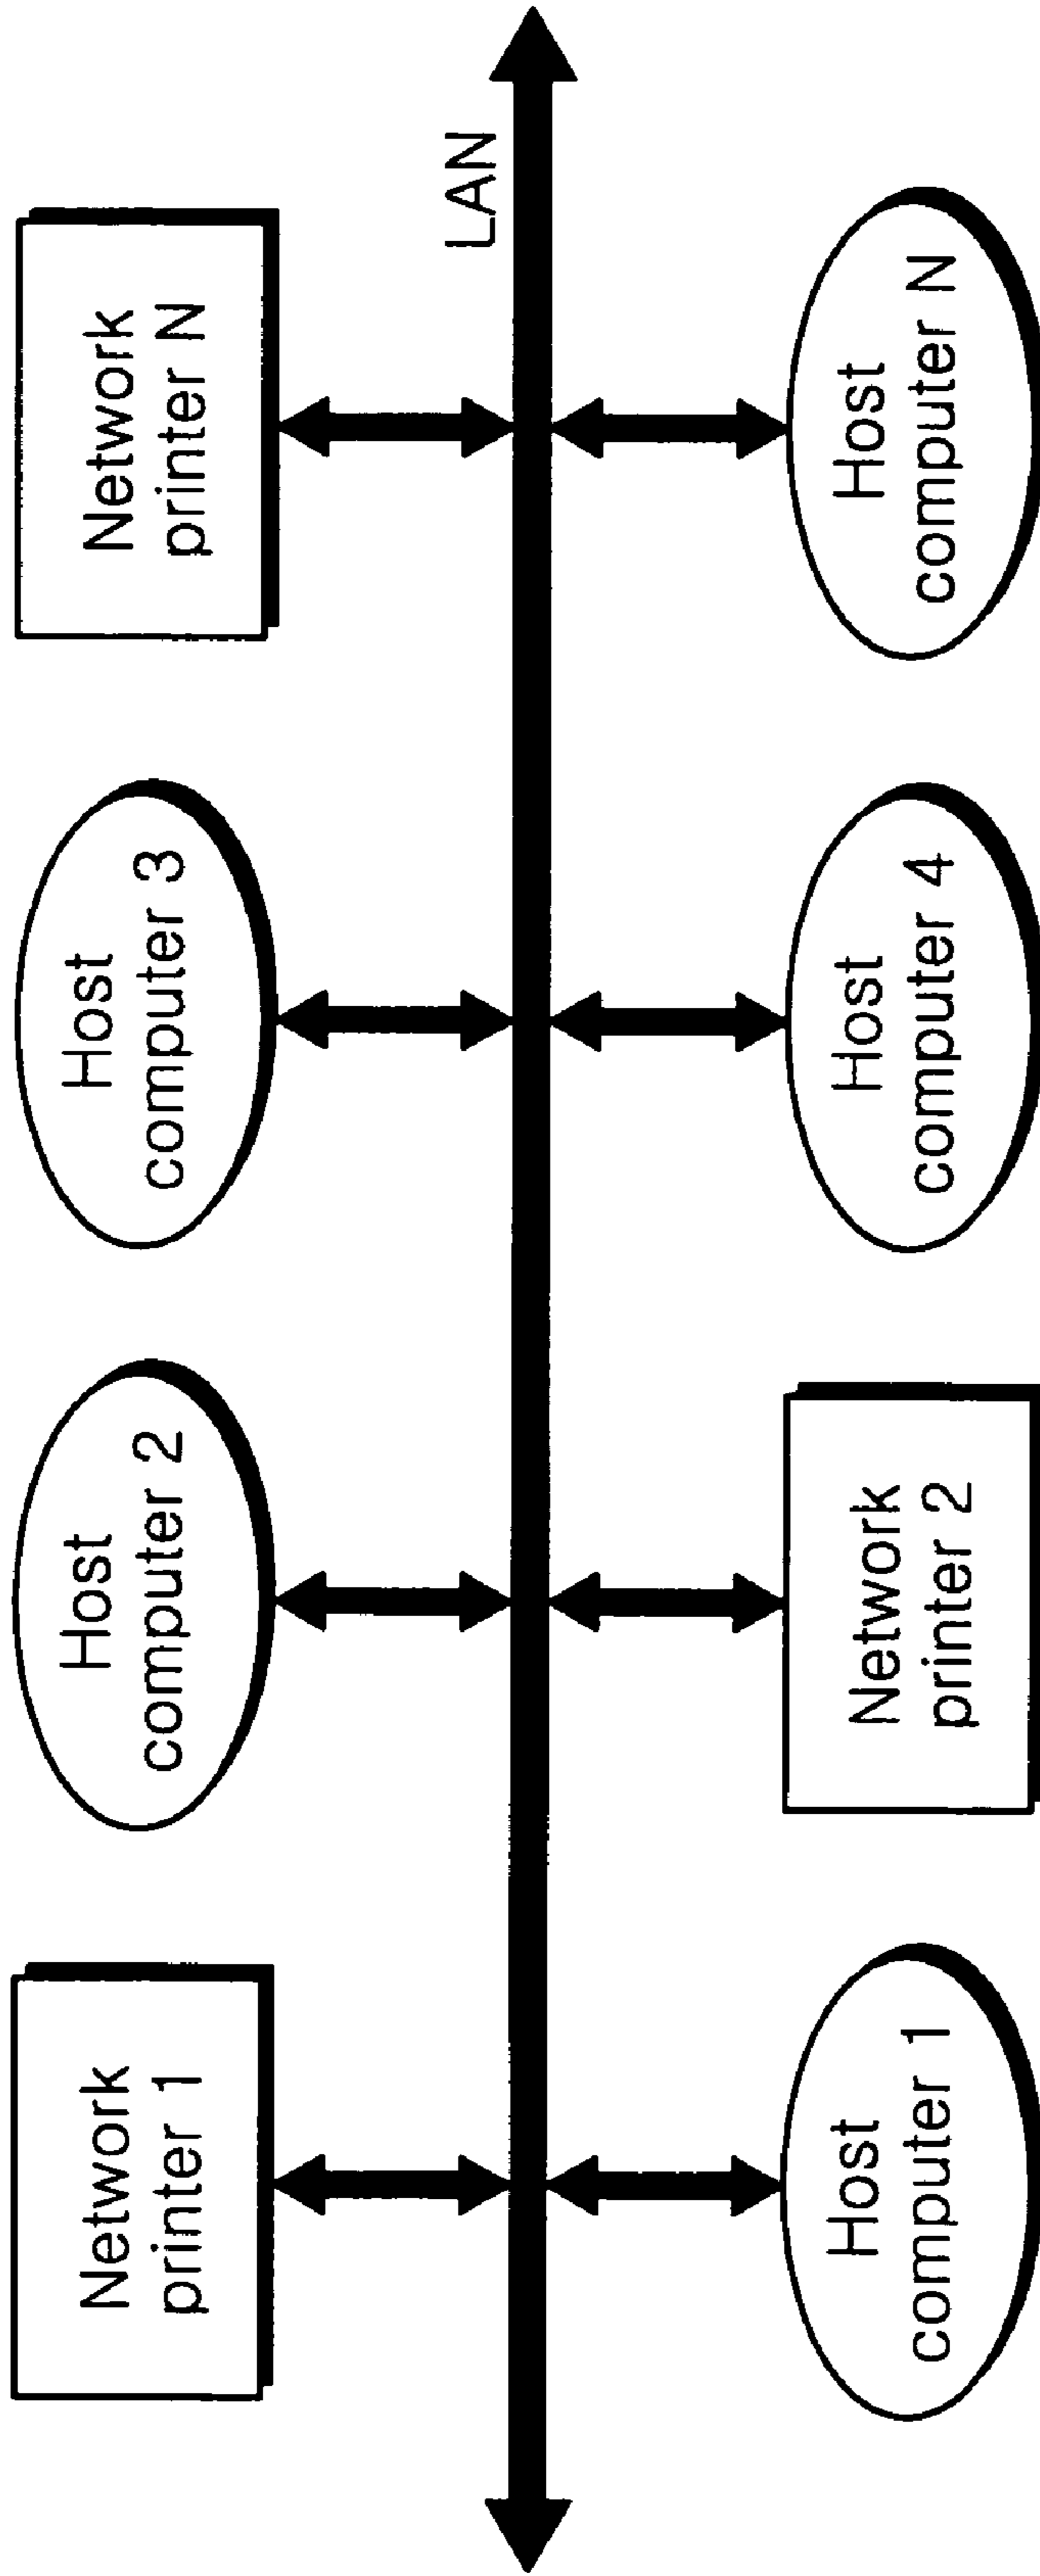 Network
printer 1
Host
computer 2
Host
computer 3
Network
printer N
LAN
Host
computer 1
Network
printer 2
Host
computer 4
Host
computer N